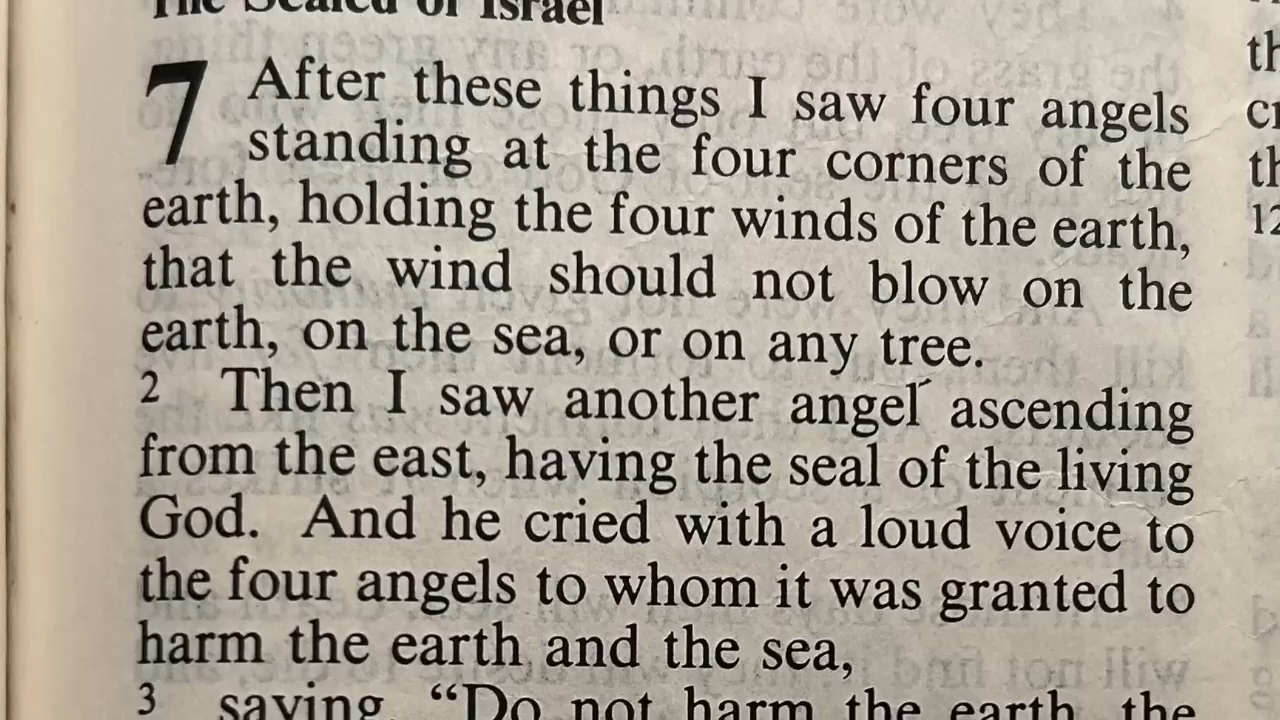 The Sealed of Israel
7 After these things I saw four angels
standing at the four corners of the
earth, holding the four winds of the earth,
that the wind should not blow on the
earth, on the sea, or on any tree.
2 Then I saw another angel ascending
from the east, having the seal of the living
God. And he cried with a loud voice to
the four angels to whom it was granted to
harm the earth and the sea,
3 saying, “Do not harm the earth, the
12